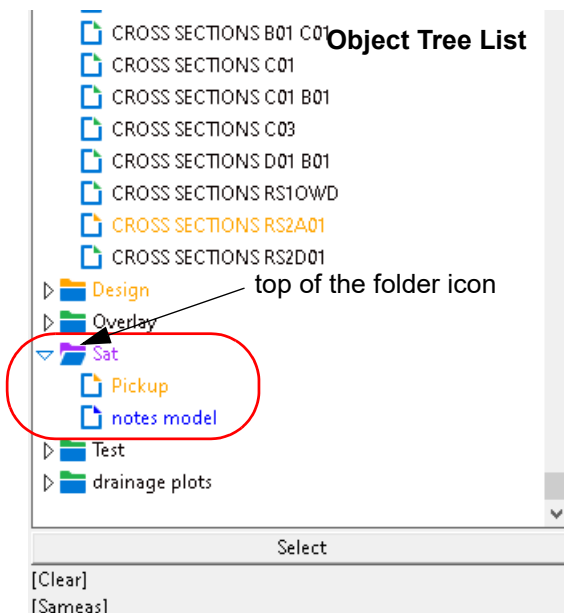 CROSS SECTIONS B01 C01
Object Tree List
CROSS SECTIONS C01
CROSS SECTIONS C01 B01
CROSS SECTIONS C03
CROSS SECTIONS D01 B01
CROSS SECTIONS RS1OWD
CROSS SECTIONS RS2A01
CROSS SECTIONS RS2D01
Design
top of the folder icon
Overlay
Sat
Pickup
notes model
Test
drainage plots
Select
[Clear]
[Sameas]